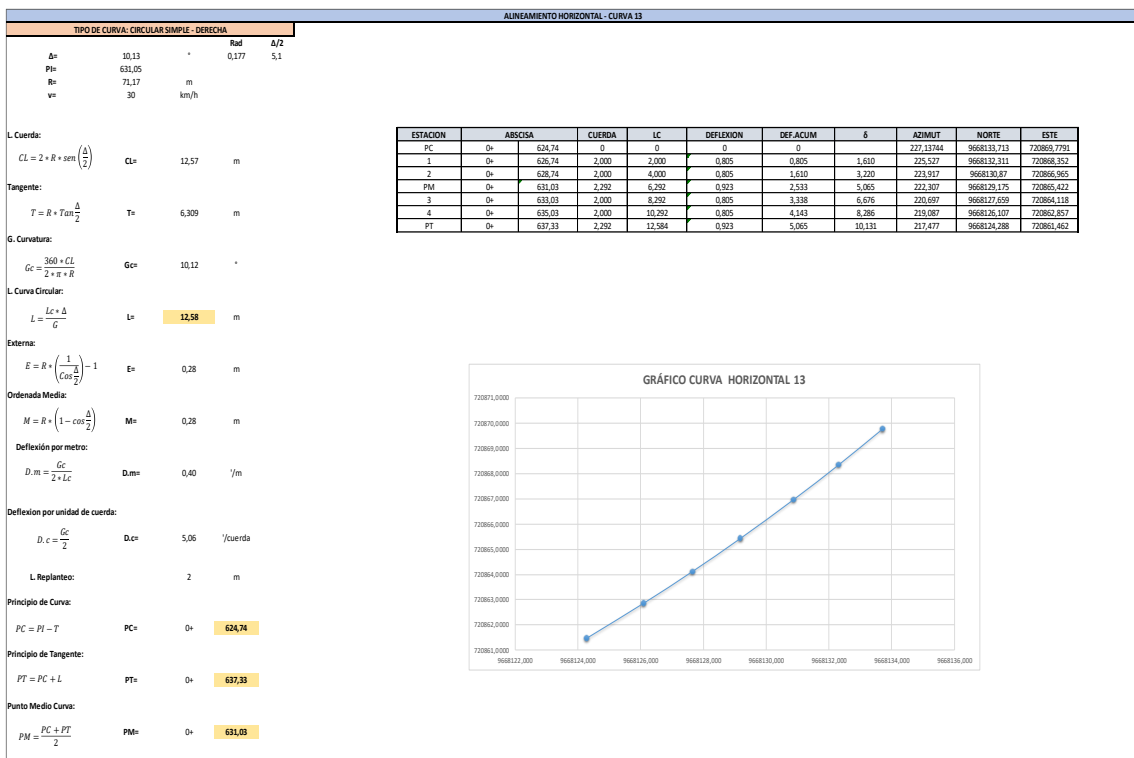 ALINEAMIENTO HORIZONTAL - CURVA 13
TIPO DE CURVA: CIRCULAR SIMPLE - DERECHA
Rad Δ/2
Δ= 10,13 ° 0,177 5,1
PI= 631,05
R= 71,17 m
v= 30 km/h
L. Cuerda:
CL = 2 * R * sen (Δ/2) CL= 12,57 m
Tangente:
T = R * Tan Δ/2 T= 6,309 m
G. Curvatura:
Gc = 360 * CL / 2 * π * R Gc= 10,12 °
L. Curva Circular:
L = Lc * Δ / G L= 12,58 m
Externa:
E = R * (1 / Cos Δ/2) − 1 E= 0,28 m
Ordenada Media:
M = R * (1 − cos Δ/2) M= 0,28 m
Deflexión por metro:
D.m = Gc / 2 * Lc D.m= 0,40 '/m
Deflexion por unidad de cuerda:
D.c = Gc / 2 D.c= 5,06 '/cuerda
L. Replanteo: 2 m
Principio de Curva:
PC = PI − T PC= 0+ 624,74
Principio de Tangente:
PT = PC + L PT= 0+ 637,33
Punto Medio Curva:
PM = PC + PT / 2 PM= 0+ 631,03
ESTACION ABSCISA CUERDA LC DEFLEXION DEF.ACUM δ AZIMUT NORTE ESTE
PC 0+ 624,74 0 0 0 0 227,13744 9668133,713 720869,7791
1 0+ 626,74 2,000 2,000 0,805 0,805 1,610 225,527 9668132,311 720868,352
2 0+ 628,74 2,000 4,000 0,805 1,610 3,220 223,917 9668130,87 720866,965
PM 0+ 631,03 2,292 6,292 0,923 2,533 5,065 222,307 9668129,175 720865,422
3 0+ 633,03 2,000 8,292 0,805 3,338 6,676 220,697 9668127,659 720864,118
4 0+ 635,03 2,000 10,292 0,805 4,143 8,286 219,087 9668126,107 720862,857
PT 0+ 637,33 2,292 12,584 0,923 5,065 10,131 217,477 9668124,288 720861,462
GRÁFICO CURVA HORIZONTAL 13
720871,0000
720870,0000
720869,0000
720868,0000
720867,0000
720866,0000
720865,0000
720864,0000
720863,0000
720862,0000
720861,0000
9668122,000 9668124,000 9668126,000 9668128,000 9668130,000 9668132,000 9668134,000 9668136,000